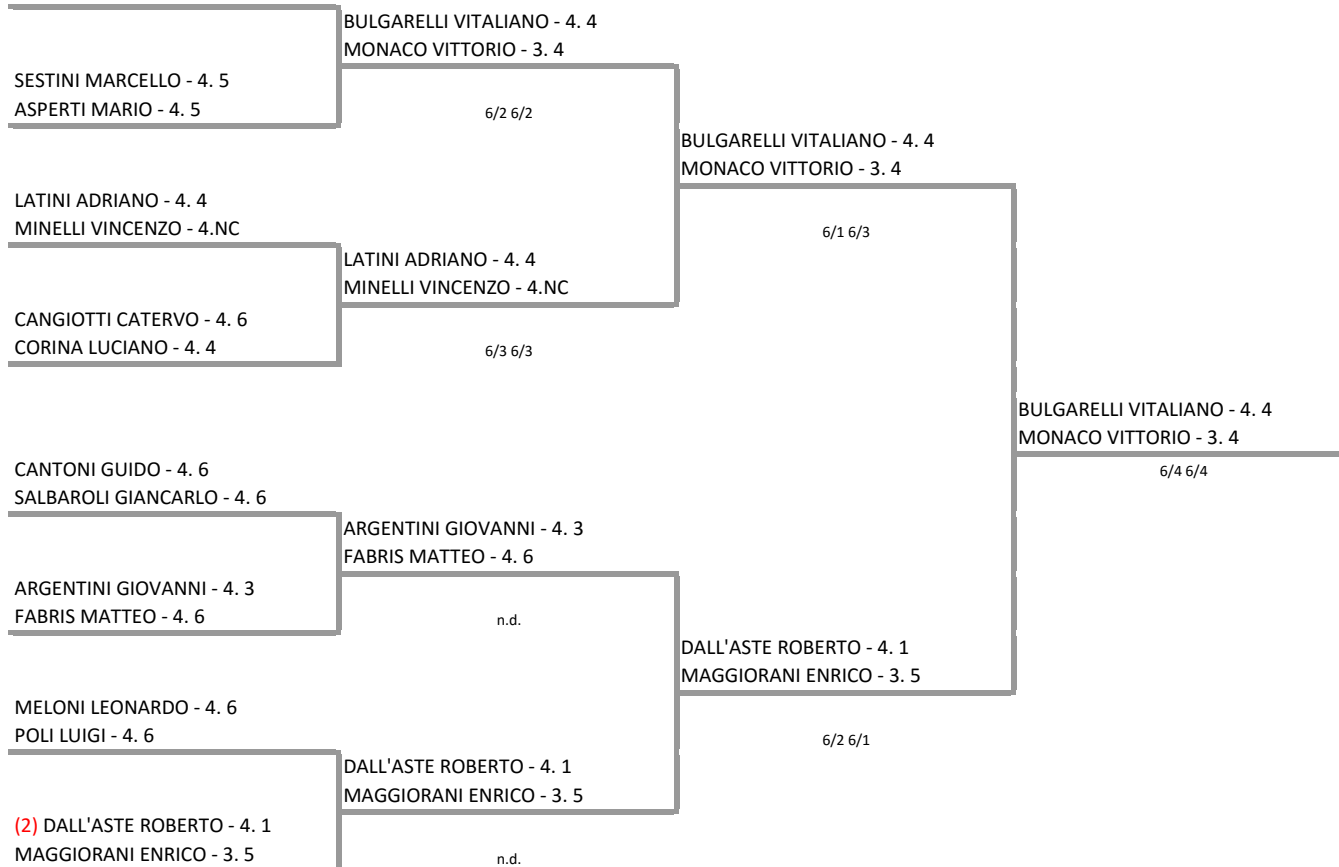 BULGARELLI VITALIANO - 4. 4
MONACO VITTORIO - 3. 4
SESTINI MARCELLO - 4. 5
ASPERTI MARIO - 4. 5
6/2 6/2
BULGARELLI VITALIANO - 4. 4
MONACO VITTORIO - 3. 4
LATINI ADRIANO - 4. 4
MINELLI VINCENZO - 4.NC
6/1 6/3
LATINI ADRIANO - 4. 4
MINELLI VINCENZO - 4.NC
CANGIOTTI CATERVO - 4. 6
CORINA LUCIANO - 4. 4
6/3 6/3
BULGARELLI VITALIANO - 4. 4
MONACO VITTORIO - 3. 4
6/4 6/4
CANTONI GUIDO - 4. 6
SALBAROLI GIANCARLO - 4. 6
ARGENTINI GIOVANNI - 4. 3
FABRIS MATTEO - 4. 6
ARGENTINI GIOVANNI - 4. 3
FABRIS MATTEO - 4. 6
n.d.
DALL'ASTE ROBERTO - 4. 1
MAGGIORANI ENRICO - 3. 5
MELONI LEONARDO - 4. 6
POLI LUIGI - 4. 6
6/2 6/1
DALL'ASTE ROBERTO - 4. 1
MAGGIORANI ENRICO - 3. 5
(2) DALL'ASTE ROBERTO - 4. 1
MAGGIORANI ENRICO - 3. 5
n.d.